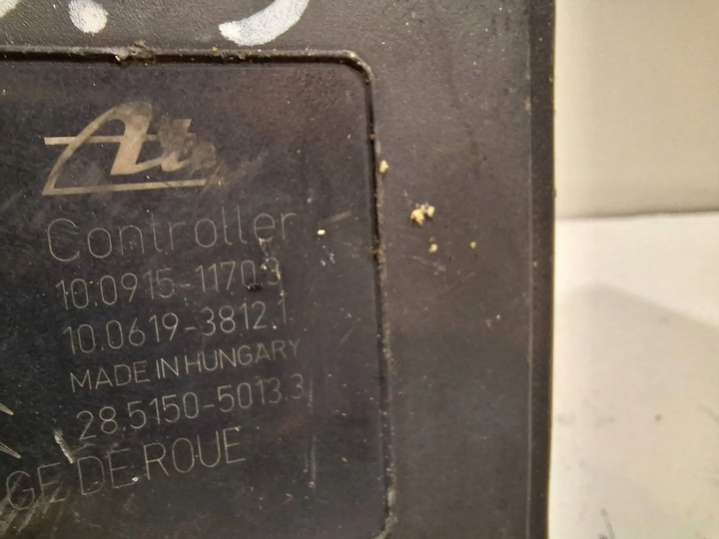 Ate
Controller
10.0915-1170.3
10.0619-3812.1
MADE IN HUNGARY
28.5150-5013.3
GE DE ROUE